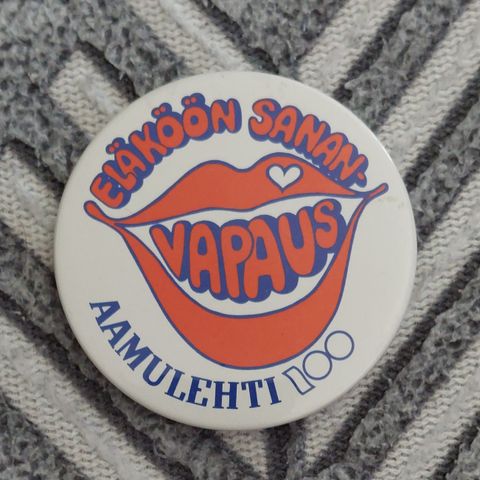 ELÄKÖÖN SANAN-
VAPAUS
AAMULEHTI 100